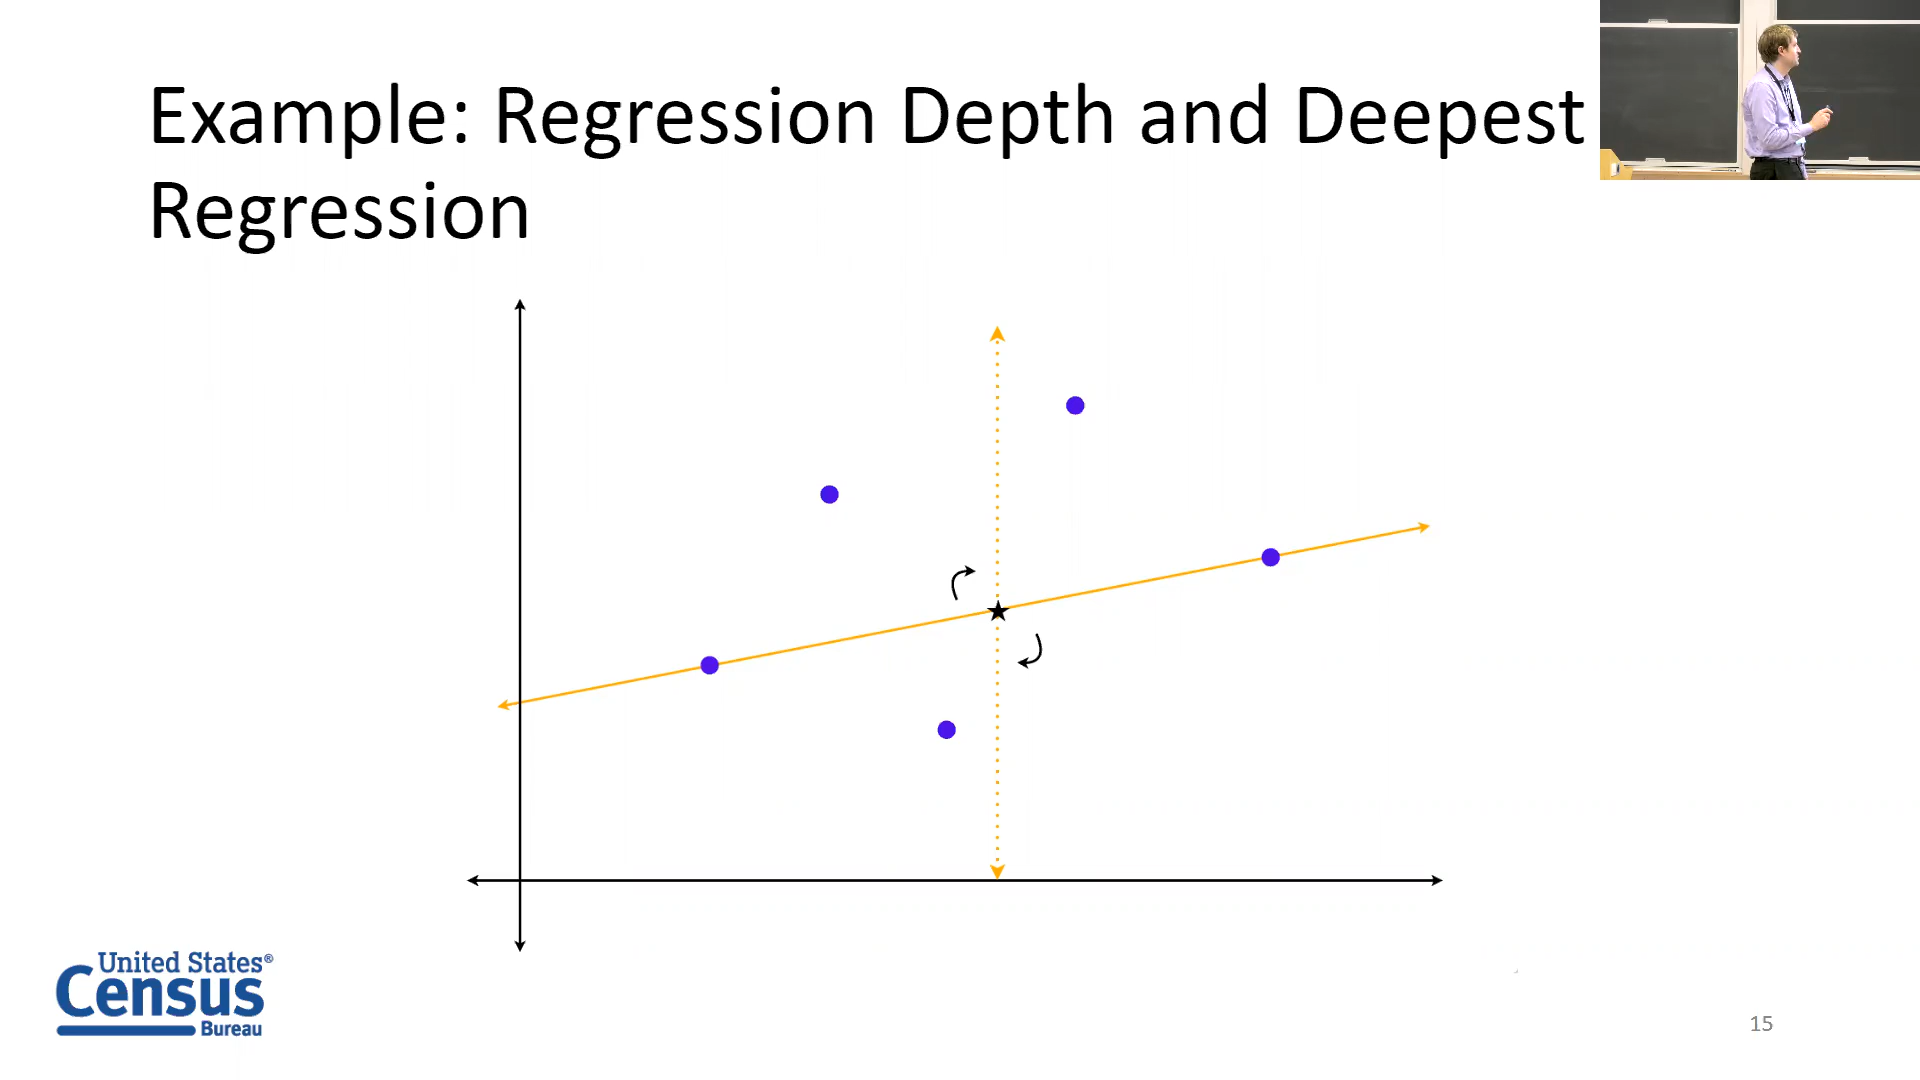 Example: Regression Depth and Deepest
Regression
United States®
Census
Bureau
15